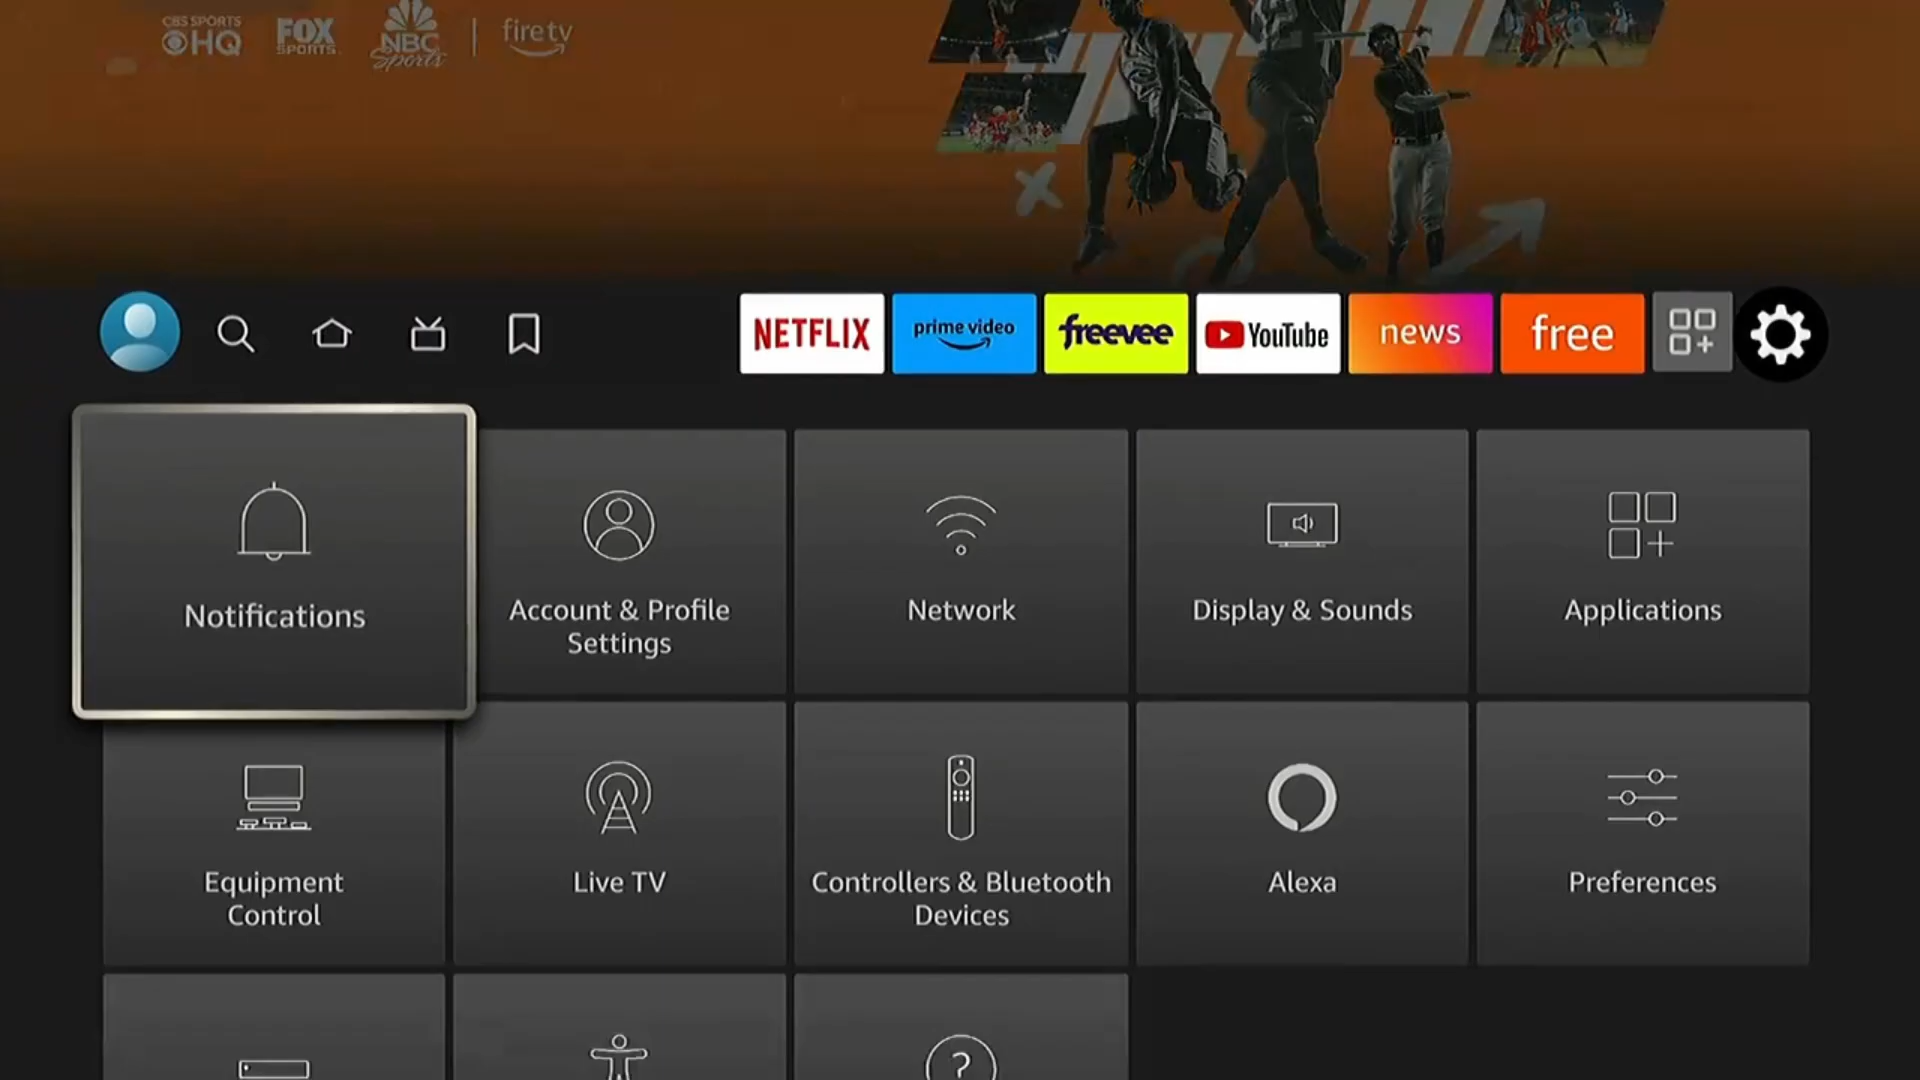 CBS SPORTS
HQ
FOX
SPORTS
NBC
Sports
fire tv
NETFLIX
prime video
freevee
YouTube
news
free
Notifications
Account & Profile
Settings
Network
Display & Sounds
Applications
Equipment
Control
Live TV
Controllers & Bluetooth
Devices
Alexa
Preferences
?